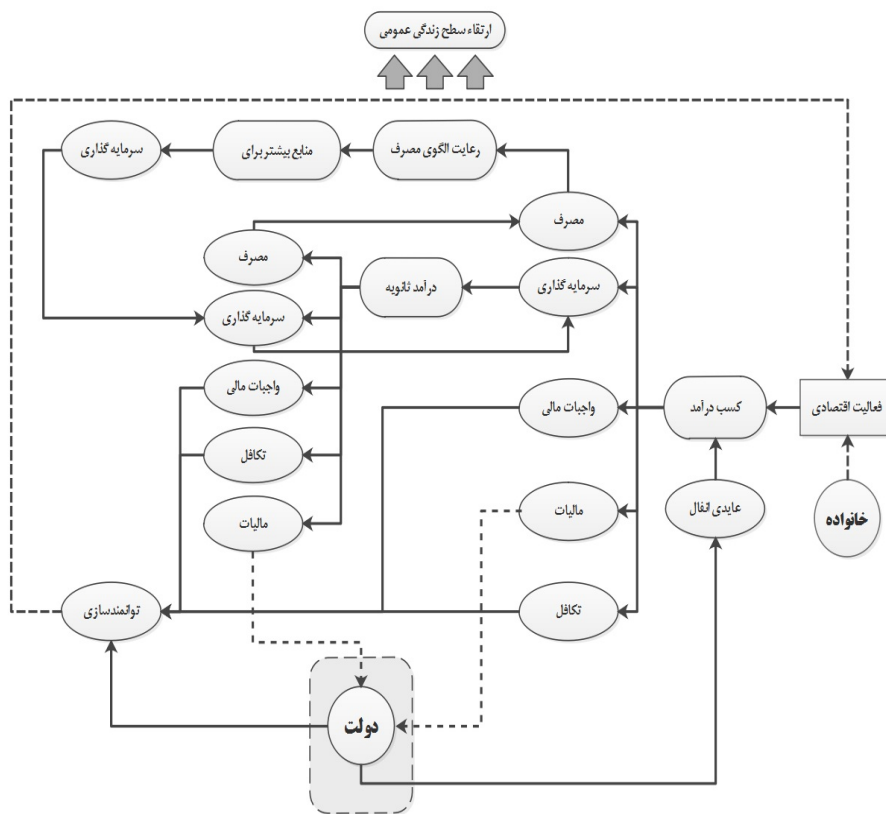 ارتقاء سطح زندگی عمومی
رعایت الگوی مصرف
منابع بیشتر برای
سرمایه گذاری
مصرف
مصرف
سرمایه گذاری
درآمد ثانویه
سرمایه گذاری
واجبات مالی
فعالیت اقتصادی
کسب درآمد
واجبات مالی
تکافل
خانواده
عایدی انفال
مالیات
مالیات
تکافل
توانمندسازی
دولت